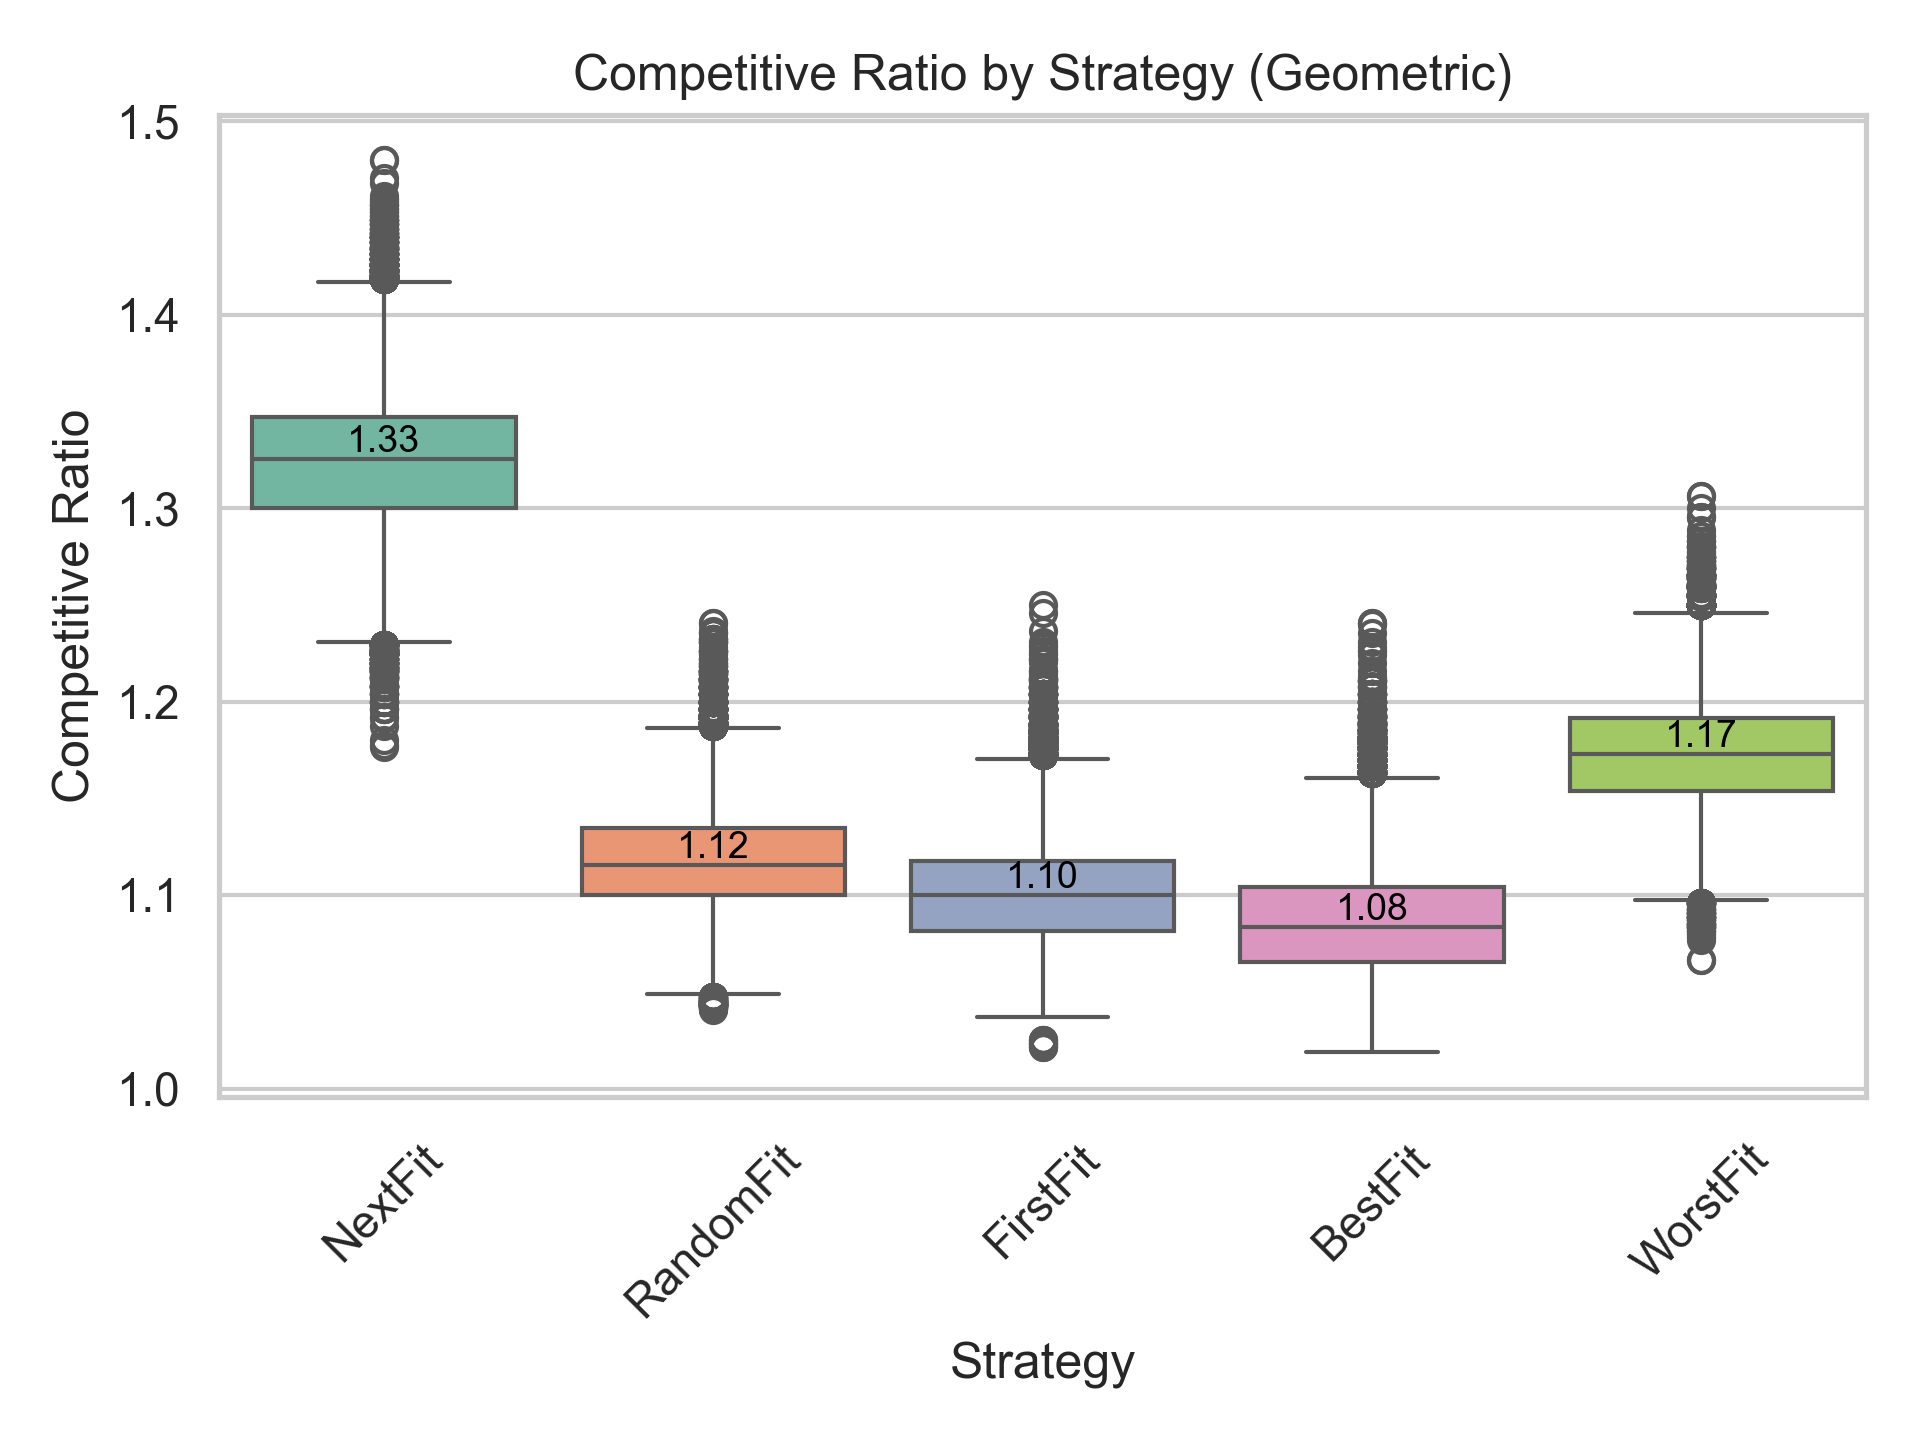 Competitive Ratio by Strategy (Geometric)
Competitive Ratio
1.5
1.4
1.3
1.2
1.1
1.0
1.33
1.12
1.10
1.08
1.17
NextFit
RandomFit
FirstFit
BestFit
WorstFit
Strategy